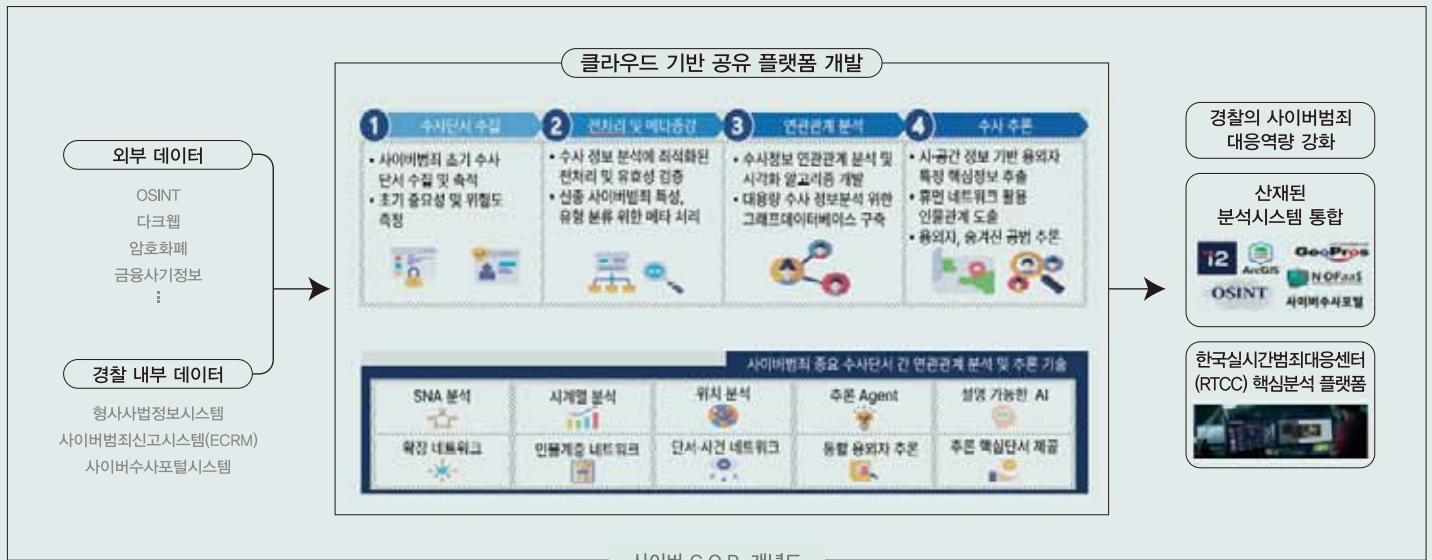 클라우드 기반 공유 플랫폼 개발
외부 데이터
OSINT
다크웹
암호화폐
금융사기정보
⋮
경찰 내부 데이터
형사사법정보시스템
사이버범죄신고시스템(ECRM)
사이버수사포털시스템
1 수사단서 수집
• 사이버범죄 초기 수사
단서 수집 및 축적
• 초기 중요성 및 위험도
측정
2 전처리 및 메타증강
• 수사 정보 분석에 최적화된
전처리 및 유효성 검증
• 신종 사이버범죄 특성,
유형 분류 위한 메타 처리
3 연관관계 분석
• 수사정보 연관관계 분석 및
시각화 알고리즘 개발
• 대용량 수사 정보분석 위한
그래프데이터베이스 구축
4 수사 추론
• 시·공간 정보 기반 용의자
특정 핵심정보 추출
• 휴먼 네트워크 활용
인물관계 도출
• 용의자, 숨겨진 공범 추론
사이버범죄 중요 수사단서 간 연관관계 분석 및 추론 기술
SNA 분석
시계열 분석
위치 분석
추론 Agent
설명 가능한 AI
확장 네트워크
인물계층 네트워크
단서·사건 네트워크
통합 용의자 추론
추론 핵심단서 제공
경찰의 사이버범죄
대응역량 강화
산재된
분석시스템 통합
i2
ArcGIS
GeoPros
OSINT
사이버수사포털
한국실시간범죄대응센터
(RTCC) 핵심분석 플랫폼